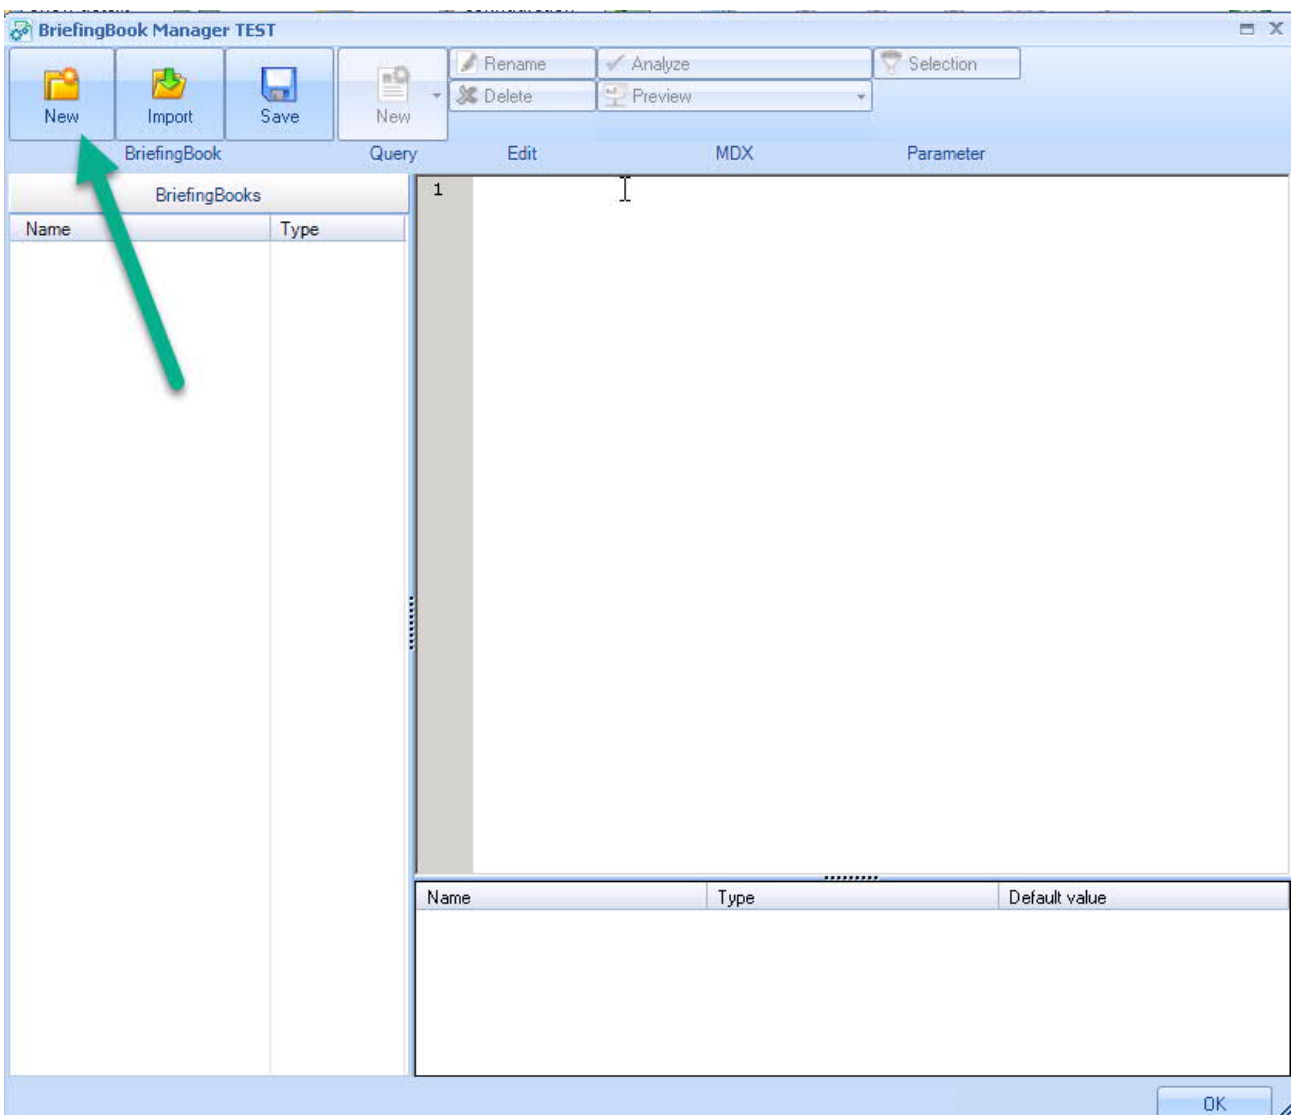 BriefingBook Manager TEST
New
Import
Save
New
Rename
Delete
Analyze
Preview
Selection
BriefingBook
Query
Edit
MDX
Parameter
BriefingBooks
Name Type
1
Name Type Default value
OK